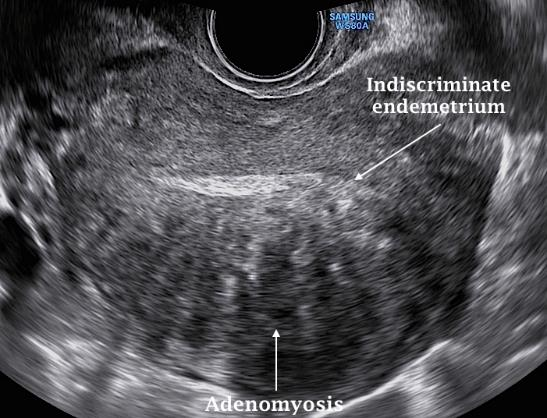 SAMSUNG
WS80A
Indiscriminate
endemetrium
Adenomyosis